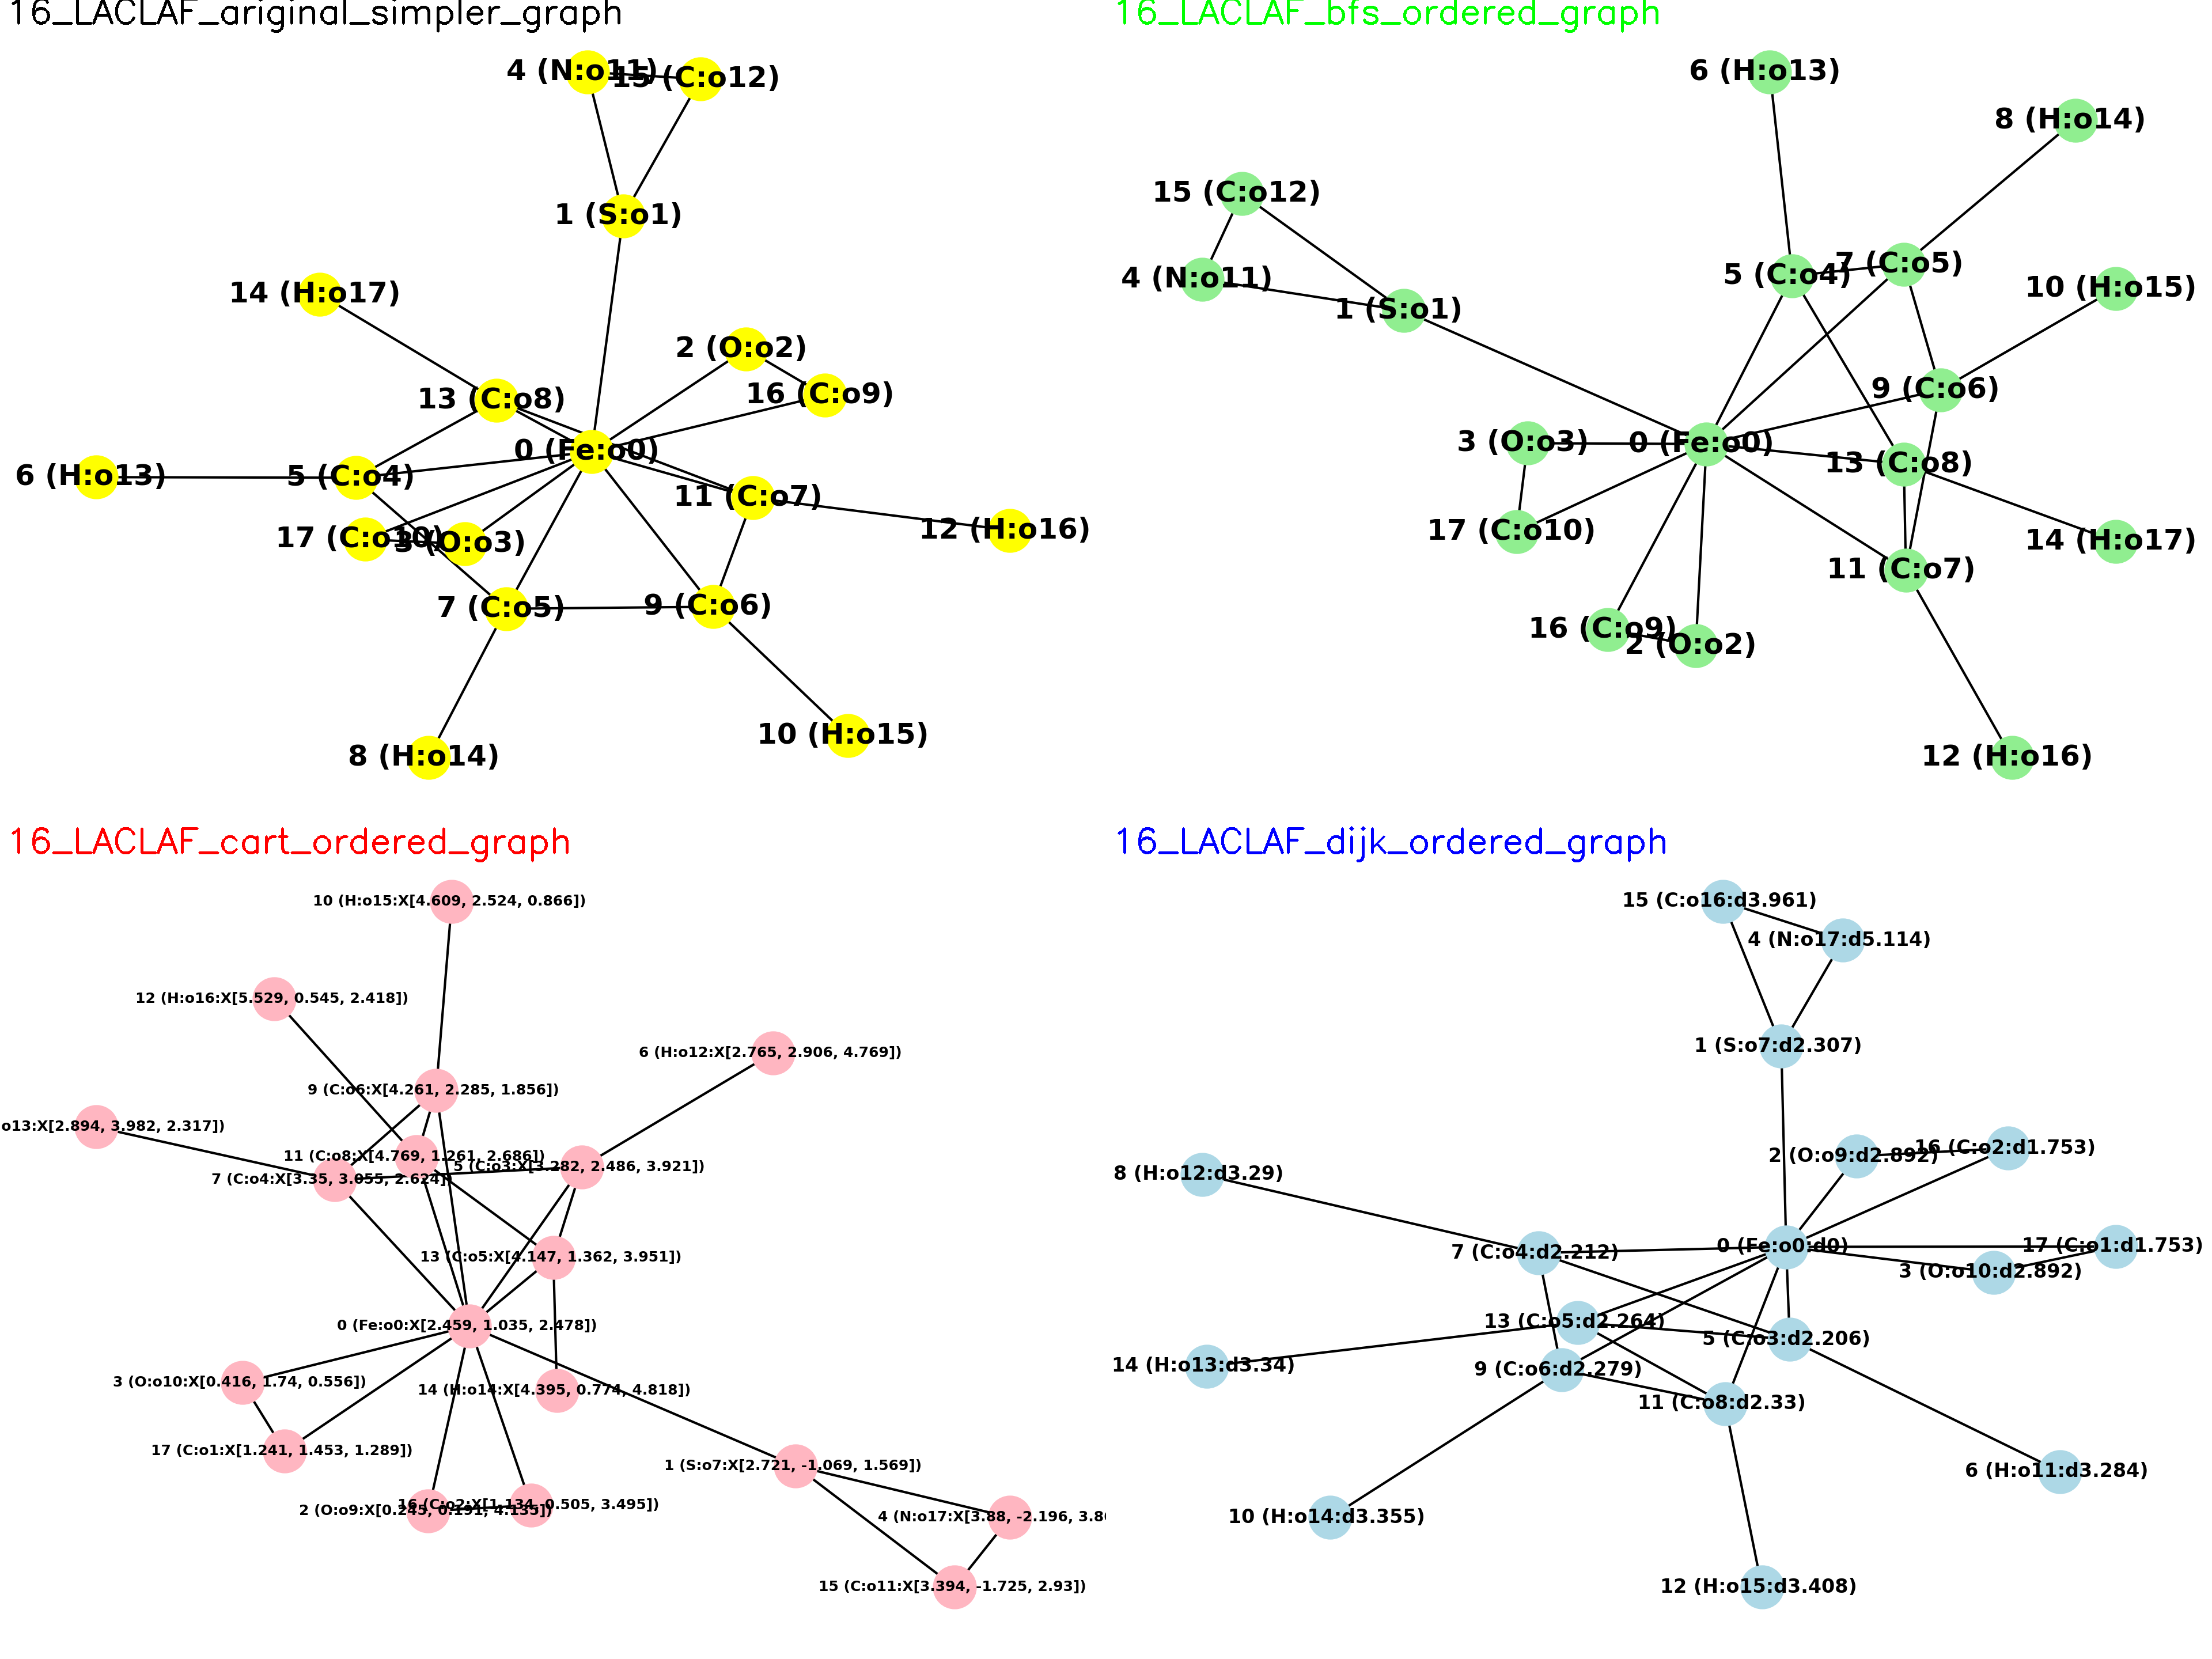 16_LACLAF_ariginal_simpler_graph
4 (N:o11)
15 (C:o12)
1 (S:o1)
14 (H:o17)
2 (O:o2)
16 (C:o9)
13 (C:o8)
0 (Fe:o0)
6 (H:o13)
5 (C:o4)
11 (C:o7)
12 (H:o16)
17 (C:o10)
3 (O:o3)
7 (C:o5)
9 (C:o6)
10 (H:o15)
8 (H:o14)
16_LACLAF_bfs_ordered_graph
6 (H:o13)
8 (H:o14)
15 (C:o12)
4 (N:o11)
5 (C:o4)
7 (C:o5)
10 (H:o15)
1 (S:o1)
9 (C:o6)
3 (O:o3)
0 (Fe:o0)
13 (C:o8)
17 (C:o10)
14 (H:o17)
11 (C:o7)
16 (C:o9)
2 (O:o2)
12 (H:o16)
16_LACLAF_cart_ordered_graph
10 (H:o15:X[4.609, 2.524, 0.866])
12 (H:o16:X[5.529, 0.545, 2.418])
6 (H:o12:X[2.765, 2.906, 4.769])
9 (C:o6:X[4.261, 2.285, 1.856])
o13:X[2.894, 3.982, 2.317])
11 (C:o8:X[4.769, 1.261, 2.686])
5 (C:o3:X[3.282, 2.486, 3.921])
7 (C:o4:X[3.35, 3.055, 2.624])
13 (C:o5:X[4.147, 1.362, 3.951])
0 (Fe:o0:X[2.459, 1.035, 2.478])
3 (O:o10:X[0.416, 1.74, 0.556])
14 (H:o14:X[4.395, 0.774, 4.818])
17 (C:o1:X[1.241, 1.453, 1.289])
1 (S:o7:X[2.721, -1.069, 1.569])
16 (C:o2:X[1.134, 0.505, 3.495])
2 (O:o9:X[0.245, 0.191, 4.135])
4 (N:o17:X[3.88, -2.196, 3.8
15 (C:o11:X[3.394, -1.725, 2.93])
16_LACLAF_dijk_ordered_graph
15 (C:o16:d3.961)
4 (N:o17:d5.114)
1 (S:o7:d2.307)
2 (O:o9:d2.892)
16 (C:o2:d1.753)
8 (H:o12:d3.29)
7 (C:o4:d2.212)
0 (Fe:o0:d0)
17 (C:o1:d1.753)
3 (O:o10:d2.892)
13 (C:o5:d2.264)
5 (C:o3:d2.206)
14 (H:o13:d3.34)
9 (C:o6:d2.279)
11 (C:o8:d2.33)
6 (H:o11:d3.284)
10 (H:o14:d3.355)
12 (H:o15:d3.408)